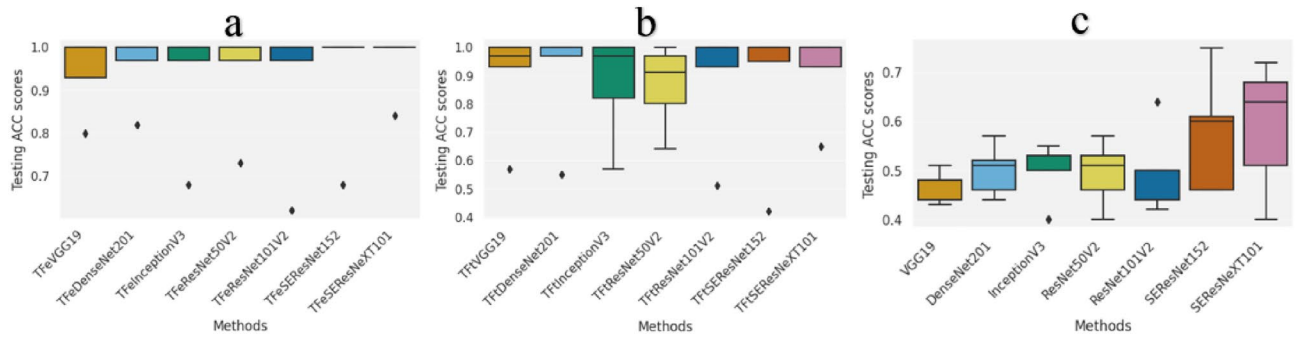 a
Testing ACC scores
1.0
0.9
0.8
0.7
TFeVGG19
TFeDenseNet201
TFeInceptionV3
TFeResNet50V2
TFeResNet101V2
TFeSEResNet152
TFeSEResNeXT101
Methods
b
Testing ACC scores
1.0
0.9
0.8
0.7
0.6
0.5
0.4
TFtVGG19
TFtDenseNet201
TFtInceptionV3
TFtResNet50V2
TFtResNet101V2
TFtSEResNet152
TFtSEResNeXT101
Methods
c
Testing ACC scores
0.7
0.6
0.5
0.4
VGG19
DenseNet201
InceptionV3
ResNet50V2
ResNet101V2
SEResNet152
SEResNeXT101
Methods